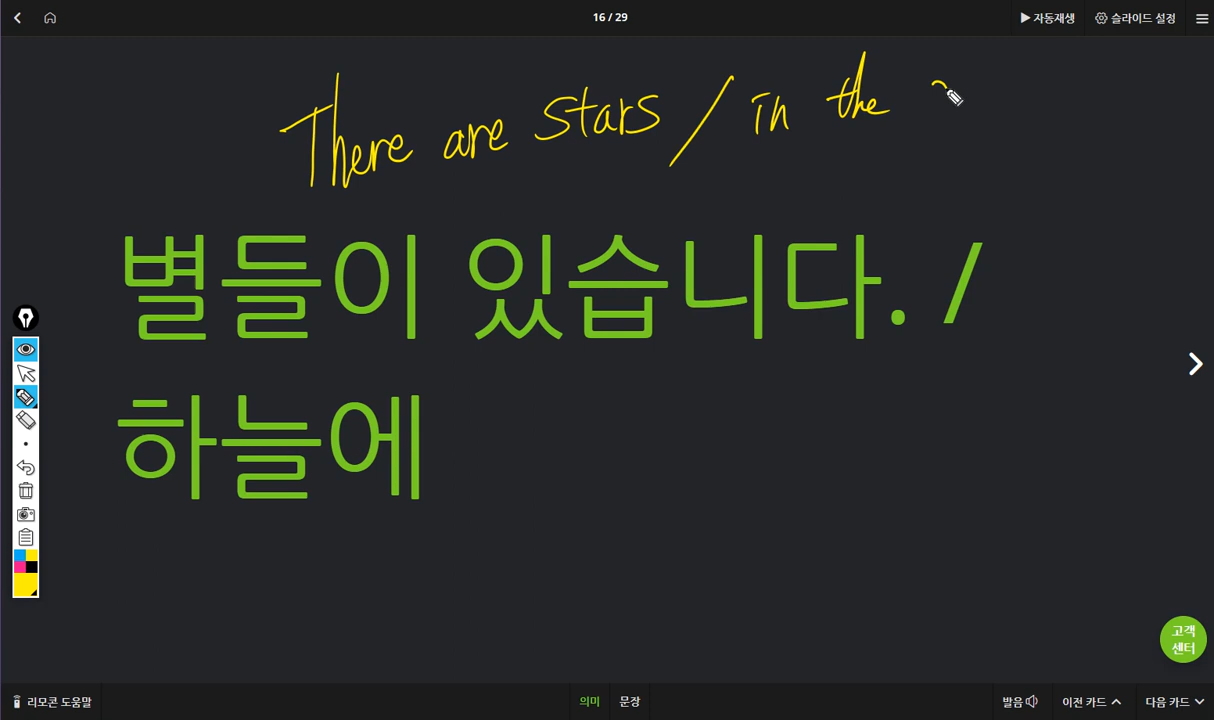 16 / 29
자동재생
슬라이드 설정
There are stars / in the
별들이 있습니다. /
하늘에
고객
센터
리모콘 도움말
의미
문장
발음
이전 카드
다음 카드